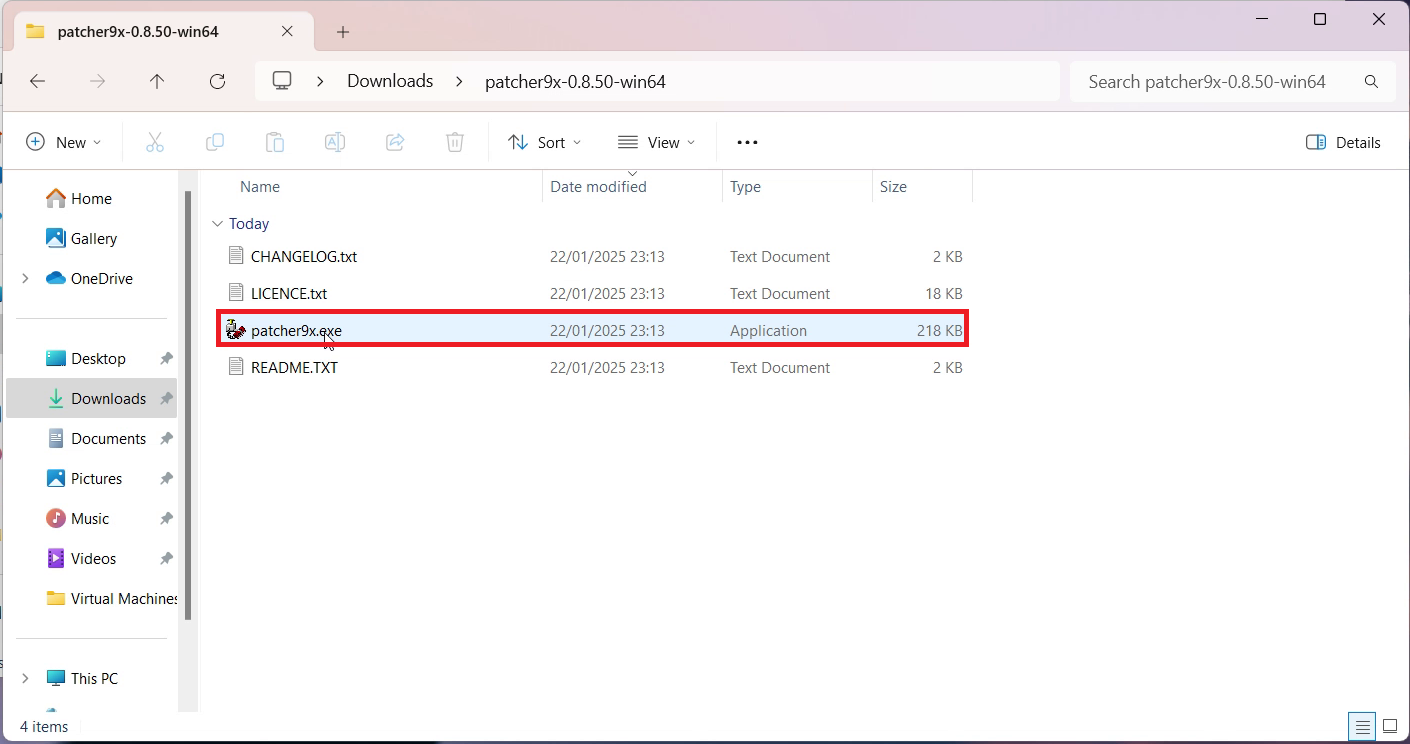 patcher9x-0.8.50-win64
Downloads patcher9x-0.8.50-win64 Search patcher9x-0.8.50-win64
New Sort View Details
Name Date modified Type Size
Today
CHANGELOG.txt 22/01/2025 23:13 Text Document 2 KB
LICENCE.txt 22/01/2025 23:13 Text Document 18 KB
patcher9x.exe 22/01/2025 23:13 Application 218 KB
README.TXT 22/01/2025 23:13 Text Document 2 KB
Home
Gallery
OneDrive
Desktop
Downloads
Documents
Pictures
Music
Videos
Virtual Machines
This PC
4 items